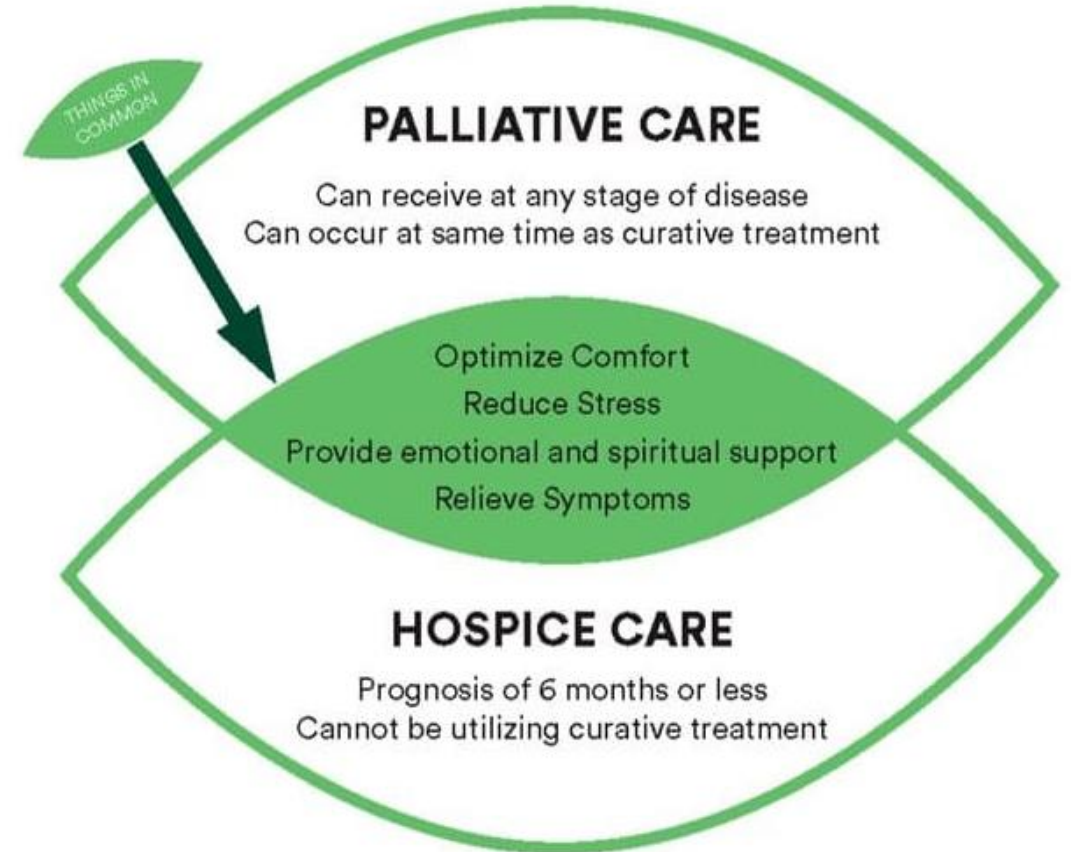 THINGS IN
COMMON
PALLIATIVE CARE
Can receive at any stage of disease
Can occur at same time as curative treatment
Optimize Comfort
Reduce Stress
Provide emotional and spiritual support
Relieve Symptoms
HOSPICE CARE
Prognosis of 6 months or less
Cannot be utilizing curative treatment